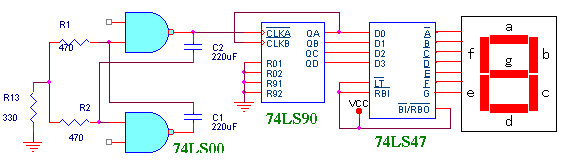 R1
470
R13
330
R2
470
C2
220uF
C1
220uF
74LS00
CLKA
CLKB
R01
R02
R91
R92
QA
QB
QC
QD
74LS90
D0
D1
D2
D3
LT
RBI
A
B
C
D
E
F
G
BI/RBO
VCC
74LS47
a
f
b
g
e
c
d